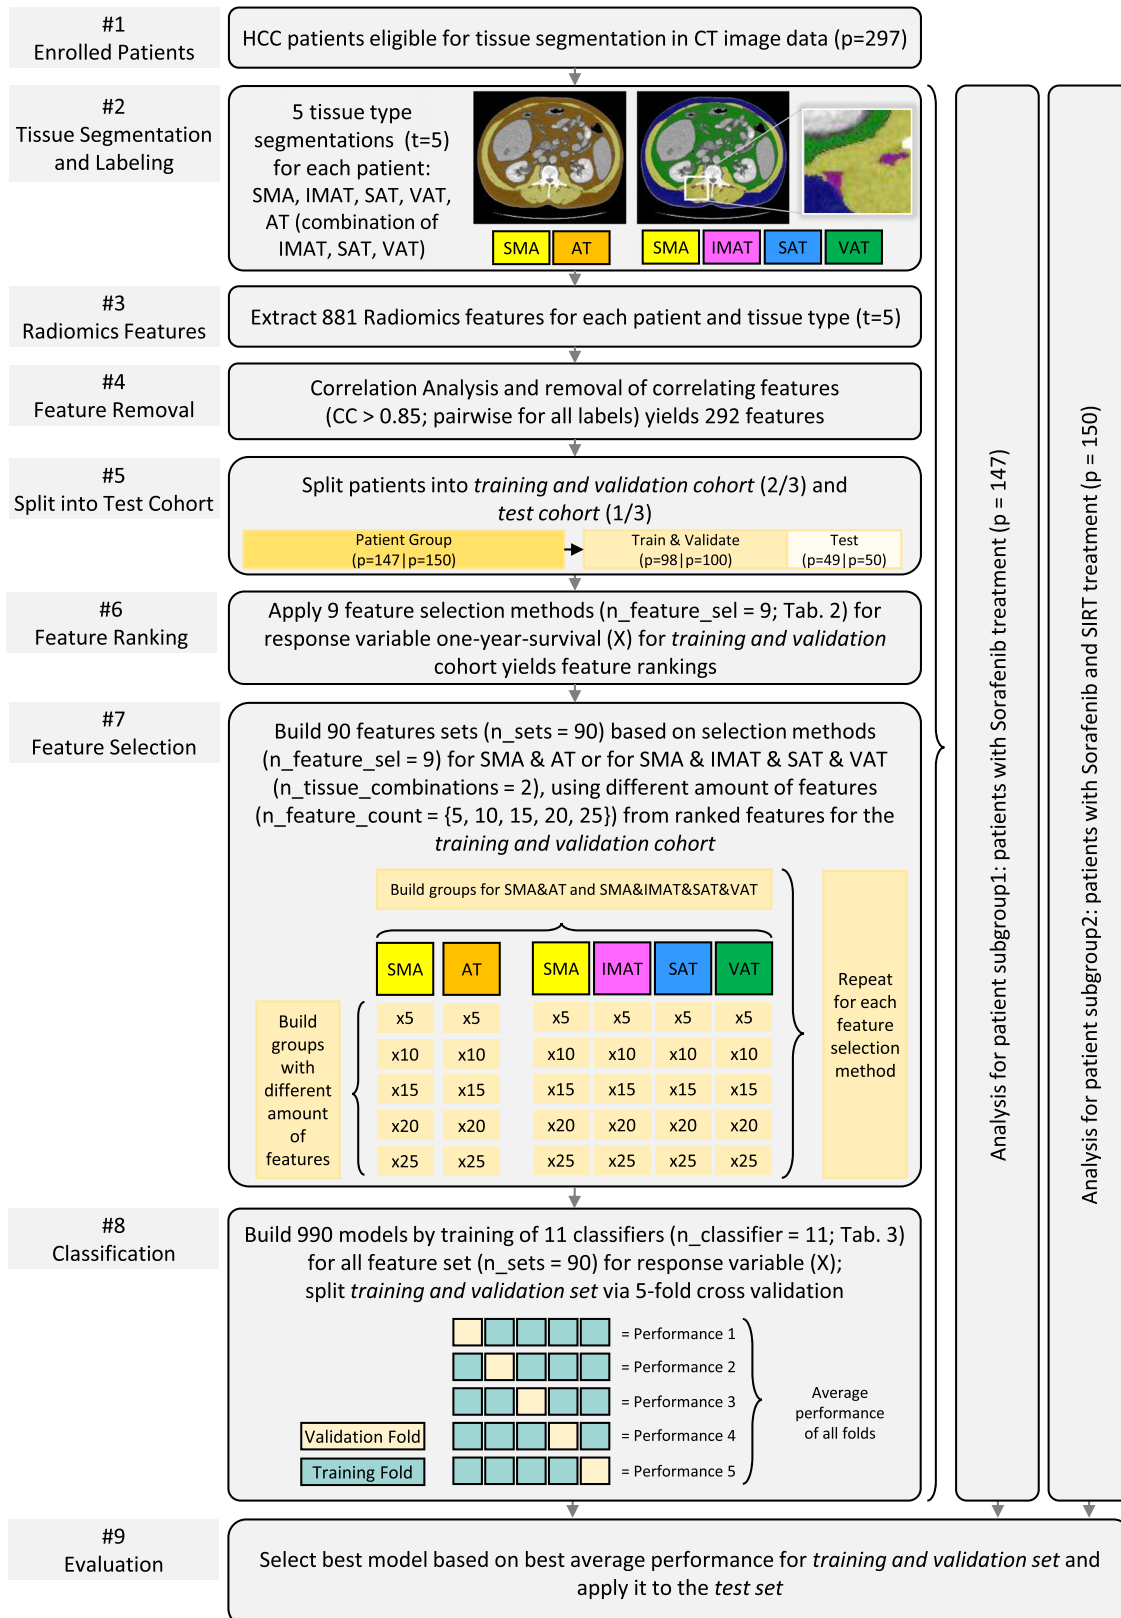 #1
Enrolled Patients
HCC patients eligible for tissue segmentation in CT image data (p=297)
#2
Tissue Segmentation
and Labeling
5 tissue type
segmentations (t=5)
for each patient:
SMA, IMAT, SAT, VAT,
AT (combination of
IMAT, SAT, VAT)
SMA AT
SMA IMAT SAT VAT
#3
Radiomics Features
Extract 881 Radiomics features for each patient and tissue type (t=5)
#4
Feature Removal
Correlation Analysis and removal of correlating features
(CC > 0.85; pairwise for all labels) yields 292 features
#5
Split into Test Cohort
Split patients into training and validation cohort (2/3) and
test cohort (1/3)
Patient Group
(p=147|p=150)
Train & Validate
(p=98|p=100)
Test
(p=49|p=50)
#6
Feature Ranking
Apply 9 feature selection methods (n_feature_sel = 9; Tab. 2) for
response variable one-year-survival (X) for training and validation
cohort yields feature rankings
#7
Feature Selection
Build 90 features sets (n_sets = 90) based on selection methods
(n_feature_sel = 9) for SMA & AT or for SMA & IMAT & SAT & VAT
(n_tissue_combinations = 2), using different amount of features
(n_feature_count = {5, 10, 15, 20, 25}) from ranked features for the
training and validation cohort
Build groups for SMA&AT and SMA&IMAT&SAT&VAT
SMA AT SMA IMAT SAT VAT
Build
groups
with
different
amount
of
features
x5 x5 x5 x5 x5 x5
x10 x10 x10 x10 x10 x10
x15 x15 x15 x15 x15 x15
x20 x20 x20 x20 x20 x20
x25 x25 x25 x25 x25 x25
Repeat
for each
feature
selection
method
#8
Classification
Build 990 models by training of 11 classifiers (n_classifier = 11; Tab. 3)
for all feature set (n_sets = 90) for response variable (X);
split training and validation set via 5-fold cross validation
= Performance 1
= Performance 2
= Performance 3
= Performance 4
= Performance 5
Validation Fold
Training Fold
Average
performance
of all folds
Analysis for patient subgroup1: patients with Sorafenib treatment (p = 147)
Analysis for patient subgroup2: patients with Sorafenib and SIRT treatment (p = 150)
#9
Evaluation
Select best model based on best average performance for training and validation set and
apply it to the test set